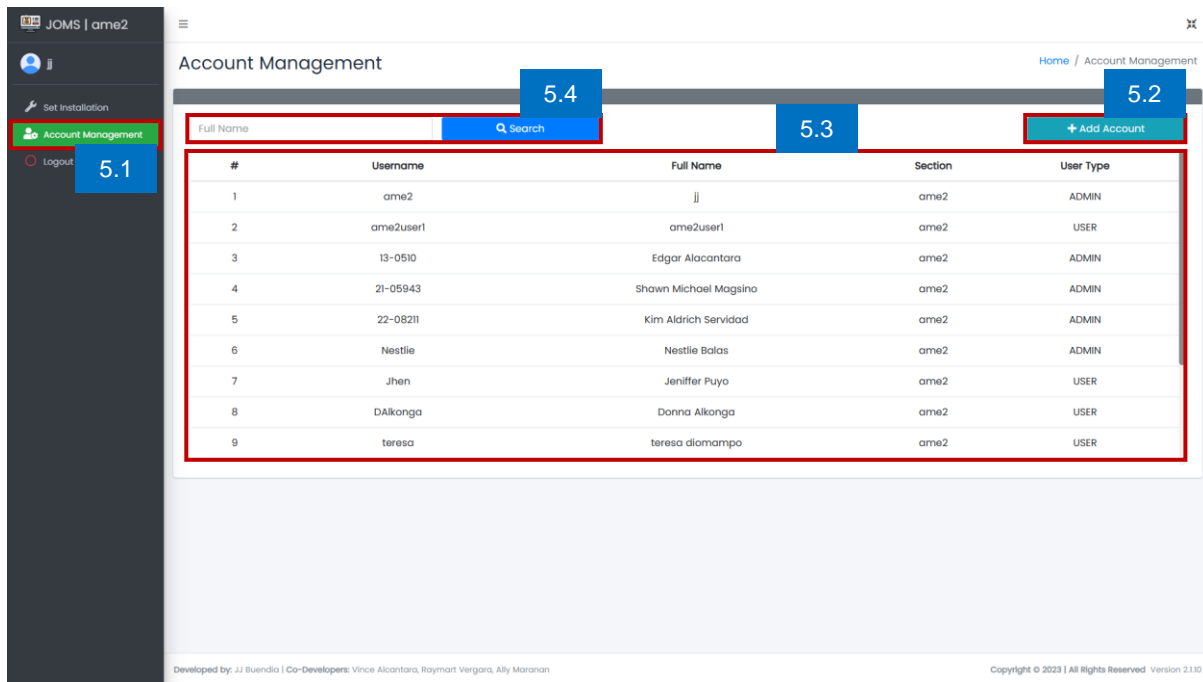 JOMS | ame2
jj
Set Installation
Account Management
Logout
5.1
Account Management
Home / Account Management
5.4
5.2
5.3
Full Name
Search
+ Add Account
# Username Full Name Section User Type
1 ame2 jj ame2 ADMIN
2 ame2user1 ame2user1 ame2 USER
3 13-0510 Edgar Alacantara ame2 ADMIN
4 21-05943 Shawn Michael Magsino ame2 ADMIN
5 22-08211 Kim Aldrich Servidad ame2 ADMIN
6 Nestlie Nestlie Balas ame2 ADMIN
7 Jhen Jeniffer Puyo ame2 USER
8 DAlkonga Donna Alkonga ame2 USER
9 teresa teresa diomampo ame2 USER
Developed by: JJ Buendia | Co-Developers: Vince Alcantara, Raymart Vergara, Ally Maranan
Copyright © 2023 | All Rights Reserved Version 2.1.10